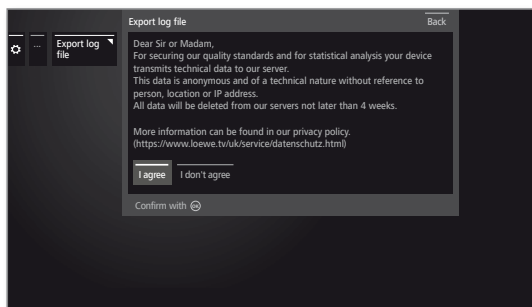 Export log file
Back
...
Export log
file
Dear Sir or Madam,
For securing our quality standards and for statistical analysis your device
transmits technical data to our server.
This data is anonymous and of a technical nature without reference to
person, location or IP address.
All data will be deleted from our servers not later than 4 weeks.
More information can be found in our privacy policy.
(https://www.loewe.tv/uk/service/datenschutz.html)
I agree
I don't agree
Confirm with OK